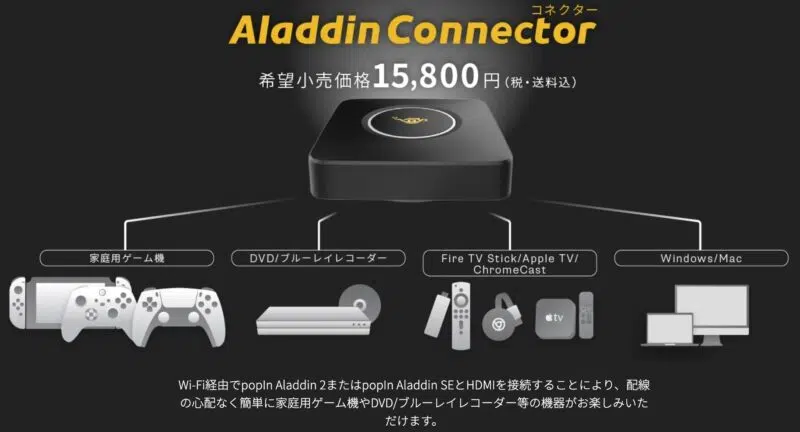 コネクター
Aladdin Connector
希望小売価格15,800円(税・送料込)
家庭用ゲーム機
DVD/ブルーレイレコーダー
Fire TV Stick/Apple TV/
ChromeCast
Windows/Mac
tv
Wi-Fi経由でpopIn Aladdin 2またはpopIn Aladdin SEとHDMIを接続することにより、配線
の心配なく簡単に家庭用ゲーム機やDVD/ブルーレイレコーダー等の機器がお楽しみいた
だけます。